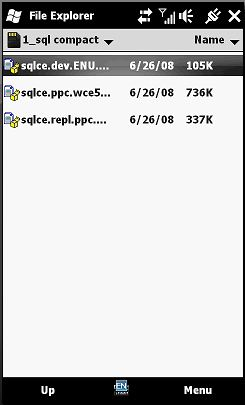 File Explorer
1_sql compact Name
sqlce.dev.ENU.... 6/26/08 105K
sqlce.ppc.wce5... 6/26/08 736K
sqlce.repl.ppc.... 6/26/08 337K
Up EN Menu